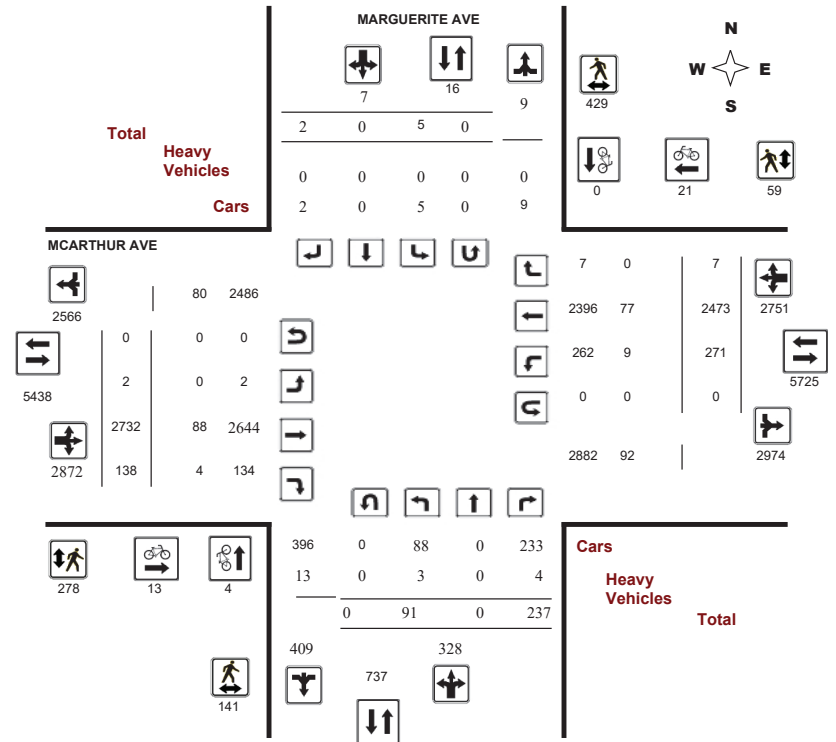 MARGUERITE AVE
N
W E
S
7
16
9
429
2 0 5 0
Total
Heavy
Vehicles
Cars
0 0 0 0 0
2 0 5 0 9
0
21
59
MCARTHUR AVE
2566
80 2486
5438
0 0 0
2 0 2
2732 88 2644
2872
138 4 134
7 0 7
2751
2396 77 2473
262 9 271
5725
0 0 0
2882 92
2974
278
13
4
141
396 0 88 0 233
13 0 3 0 4
0 91 0 237
409
328
737
Cars
Heavy
Vehicles
Total